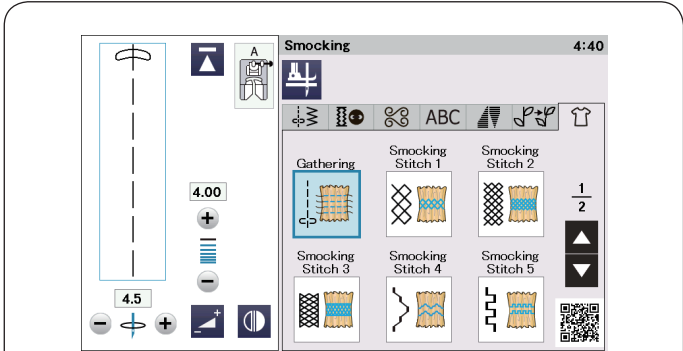 A
Smocking 4:40
ABC
Gathering
Smocking
Stitch 1
Smocking
Stitch 2
4.00
1
2
Smocking
Stitch 3
Smocking
Stitch 4
Smocking
Stitch 5
4.5